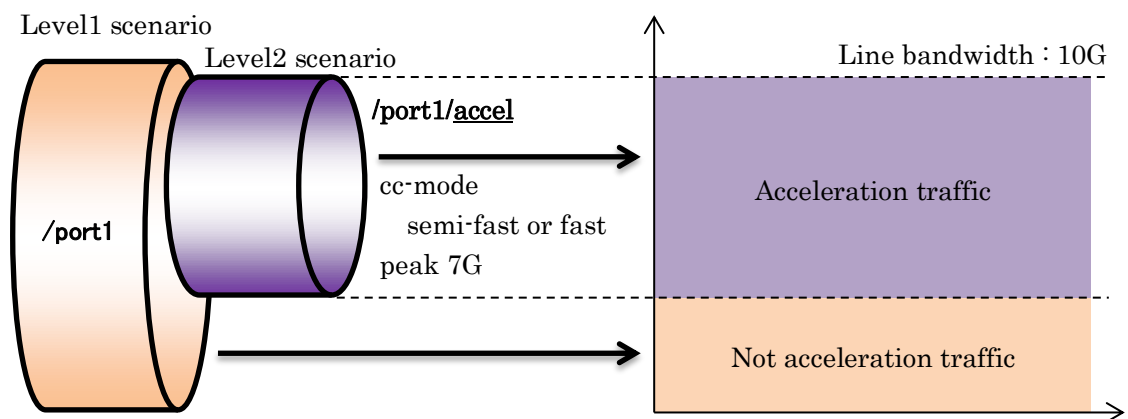 Level1 scenario
Level2 scenario
Line bandwidth : 10G
/port1/accel
cc-mode
semi-fast or fast
peak 7G
Acceleration traffic
/port1
Not acceleration traffic